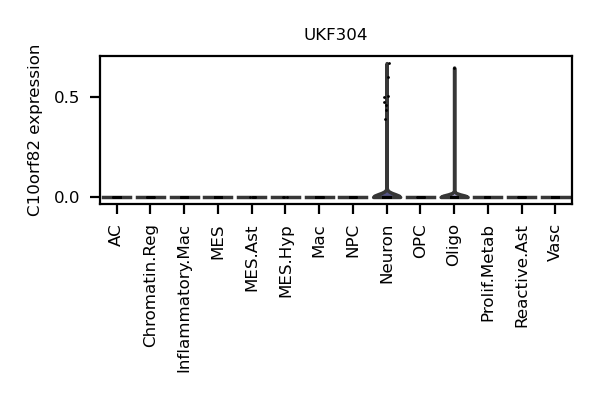 UKF304
C10orf82 expression
0.5
0.0
AC
Chromatin.Reg
Inflammatory.Mac
MES
MES.Ast
MES.Hyp
Mac
NPC
Neuron
OPC
Oligo
Prolif.Metab
Reactive.Ast
Vasc